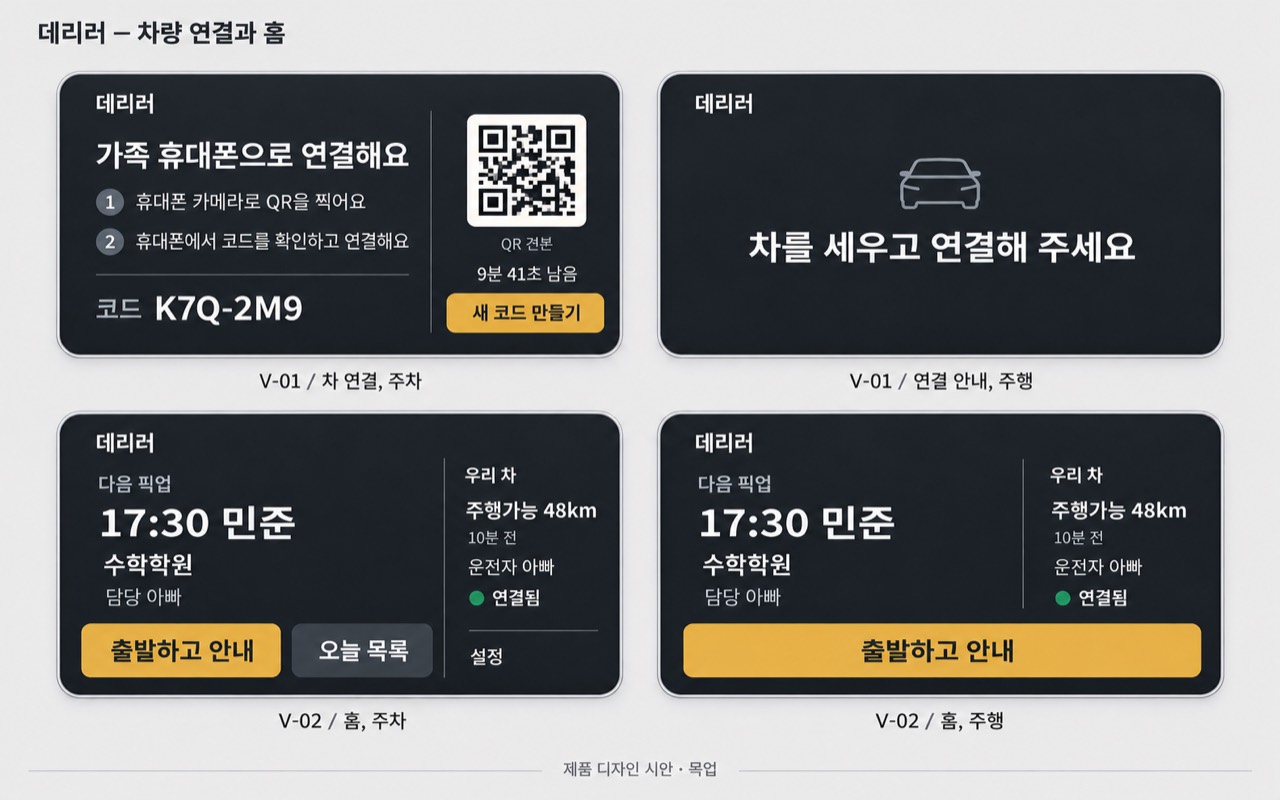 데리러 – 차량 연결과 홈
데리러
가족 휴대폰으로 연결해요
1 휴대폰 카메라로 QR을 찍어요
2 휴대폰에서 코드를 확인하고 연결해요
코드 K7Q-2M9
QR 견본
9분 41초 남음
새 코드 만들기
V-01 / 차 연결, 주차
데리러
차를 세우고 연결해 주세요
V-01 / 연결 안내, 주행
데리러
다음 픽업
17:30 민준
수학학원
담당 아빠
출발하고 안내
오늘 목록
우리 차
주행가능 48km
10분 전
운전자 아빠
연결됨
설정
V-02 / 홈, 주차
데리러
다음 픽업
17:30 민준
수학학원
담당 아빠
우리 차
주행가능 48km
10분 전
운전자 아빠
연결됨
출발하고 안내
V-02 / 홈, 주행
제품 디자인 시안 · 목업